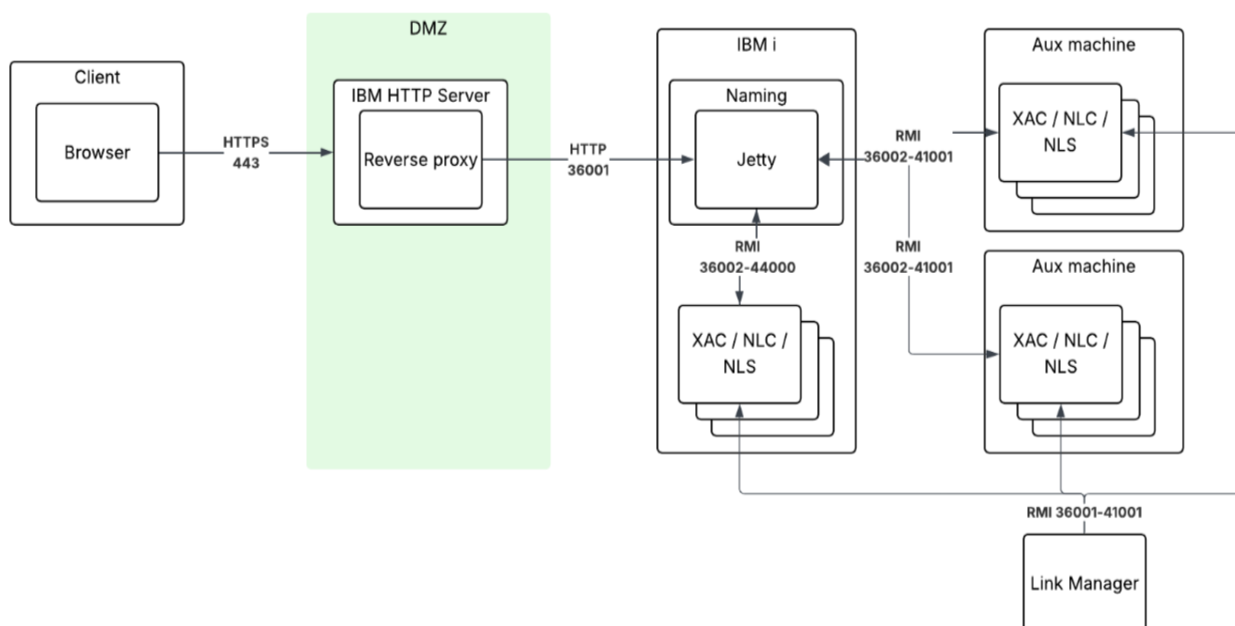 DMZ
Client
Browser
HTTPS
443
IBM HTTP Server
Reverse proxy
HTTP
36001
IBM i
Naming
Jetty
RMI
36002-44000
XAC / NLC /
NLS
RMI
36002-41001
RMI
36002-41001
Aux machine
XAC / NLC /
NLS
Aux machine
XAC / NLC /
NLS
RMI 36001-41001
Link Manager